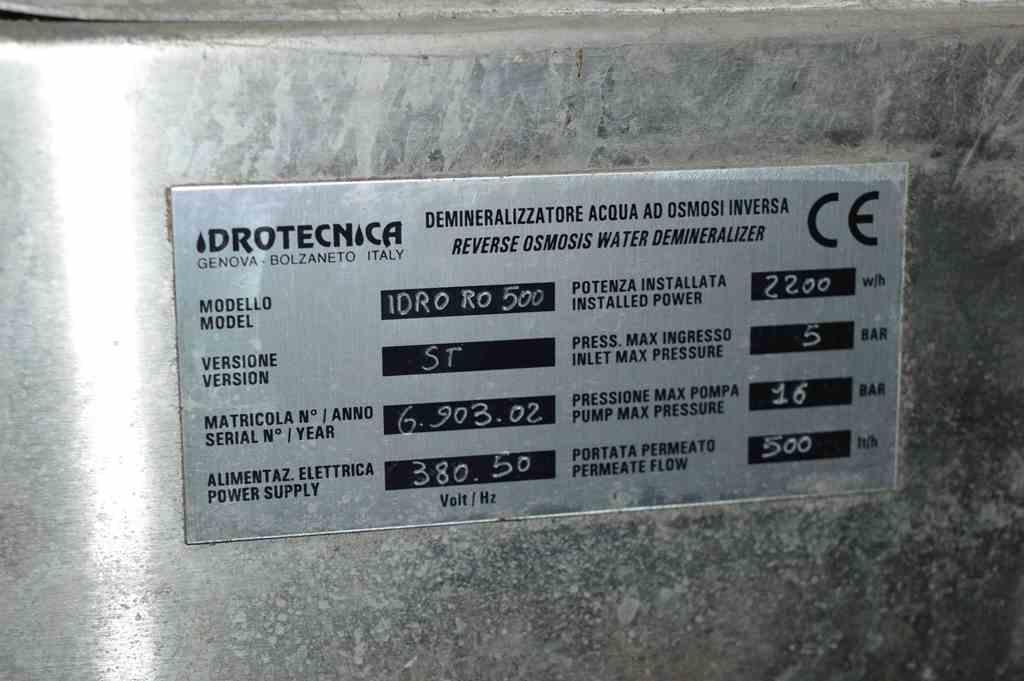 IDROTECNICA
GENOVA - BOLZANETO ITALY
DEMINERALIZZATORE ACQUA AD OSMOSI INVERSA
REVERSE OSMOSIS WATER DEMINERALIZER
CE
MODELLO
MODEL
IDRO RO 500
VERSIONE
VERSION
ST
MATRICOLA N° / ANNO
SERIAL N° / YEAR
6.903.02
ALIMENTAZ. ELETTRICA
POWER SUPPLY
380.50
Volt / Hz
POTENZA INSTALLATA
INSTALLED POWER
2200 w/h
PRESS. MAX INGRESSO
INLET MAX PRESSURE
5 BAR
PRESSIONE MAX POMPA
PUMP MAX PRESSURE
16 BAR
PORTATA PERMEATO
PERMEATE FLOW
500 lt/h